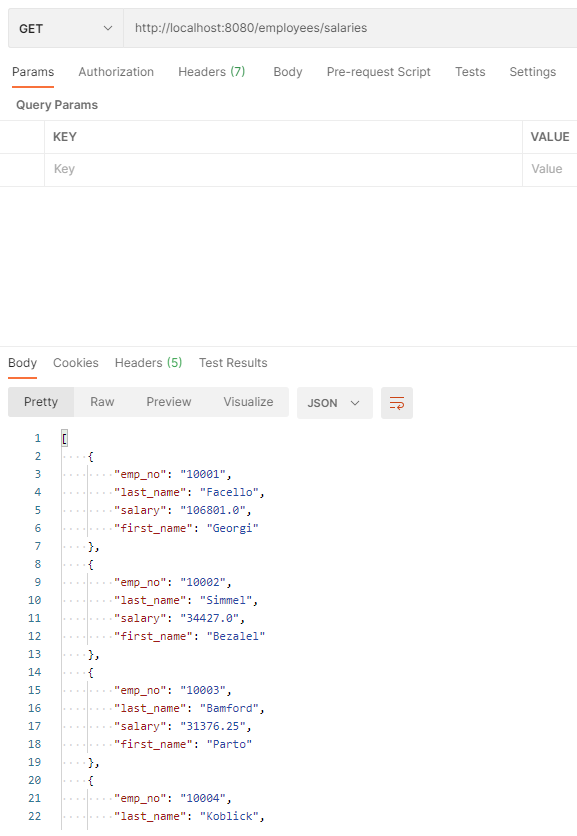 GET http://localhost:8080/employees/salaries
Params Authorization Headers (7) Body Pre-request Script Tests Settings
Query Params
KEY VALUE
Key Value
Body Cookies Headers (5) Test Results
Pretty Raw Preview Visualize JSON
1 [
2 {
3 "emp_no": "10001",
4 "last_name": "Facello",
5 "salary": "106801.0",
6 "first_name": "Georgi"
7 },
8 {
9 "emp_no": "10002",
10 "last_name": "Simmel",
11 "salary": "34427.0",
12 "first_name": "Bezalel"
13 },
14 {
15 "emp_no": "10003",
16 "last_name": "Bamford",
17 "salary": "31376.25",
18 "first_name": "Parto"
19 },
20 {
21 "emp_no": "10004",
22 "last_name": "Koblick",